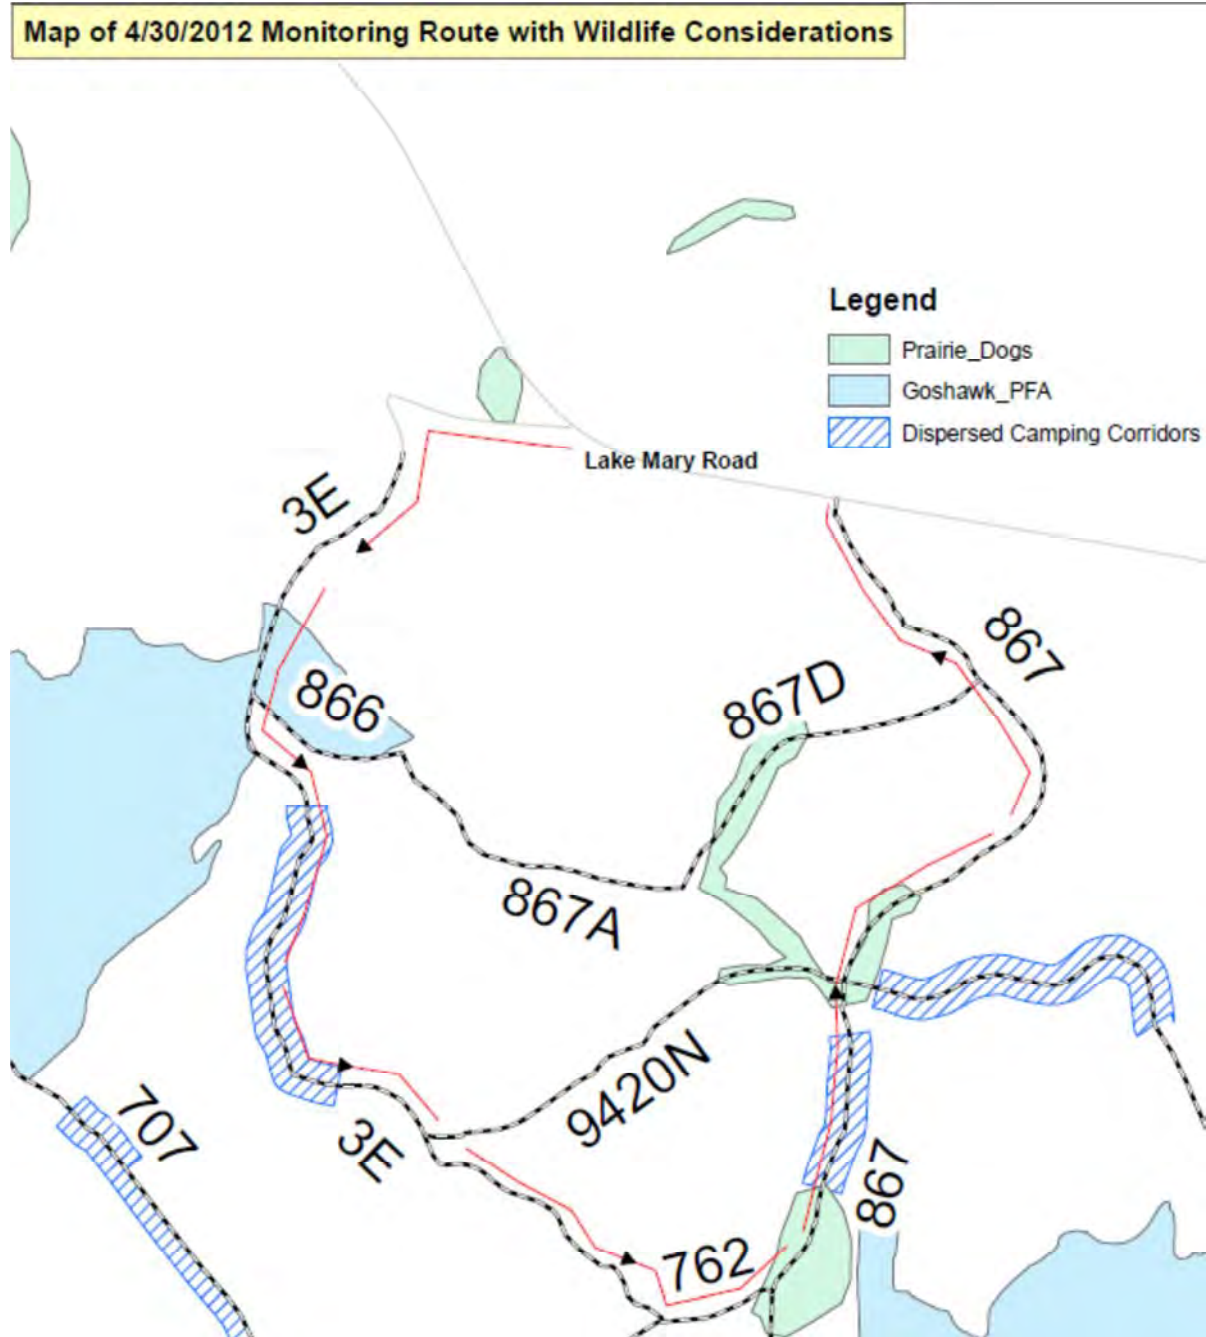 Map of 4/30/2012 Monitoring Route with Wildlife Considerations
Legend
Prairie_Dogs
Goshawk_PFA
Dispersed Camping Corridors
Lake Mary Road
3E
867
866
867D
867A
9420N
707
3E
867
762